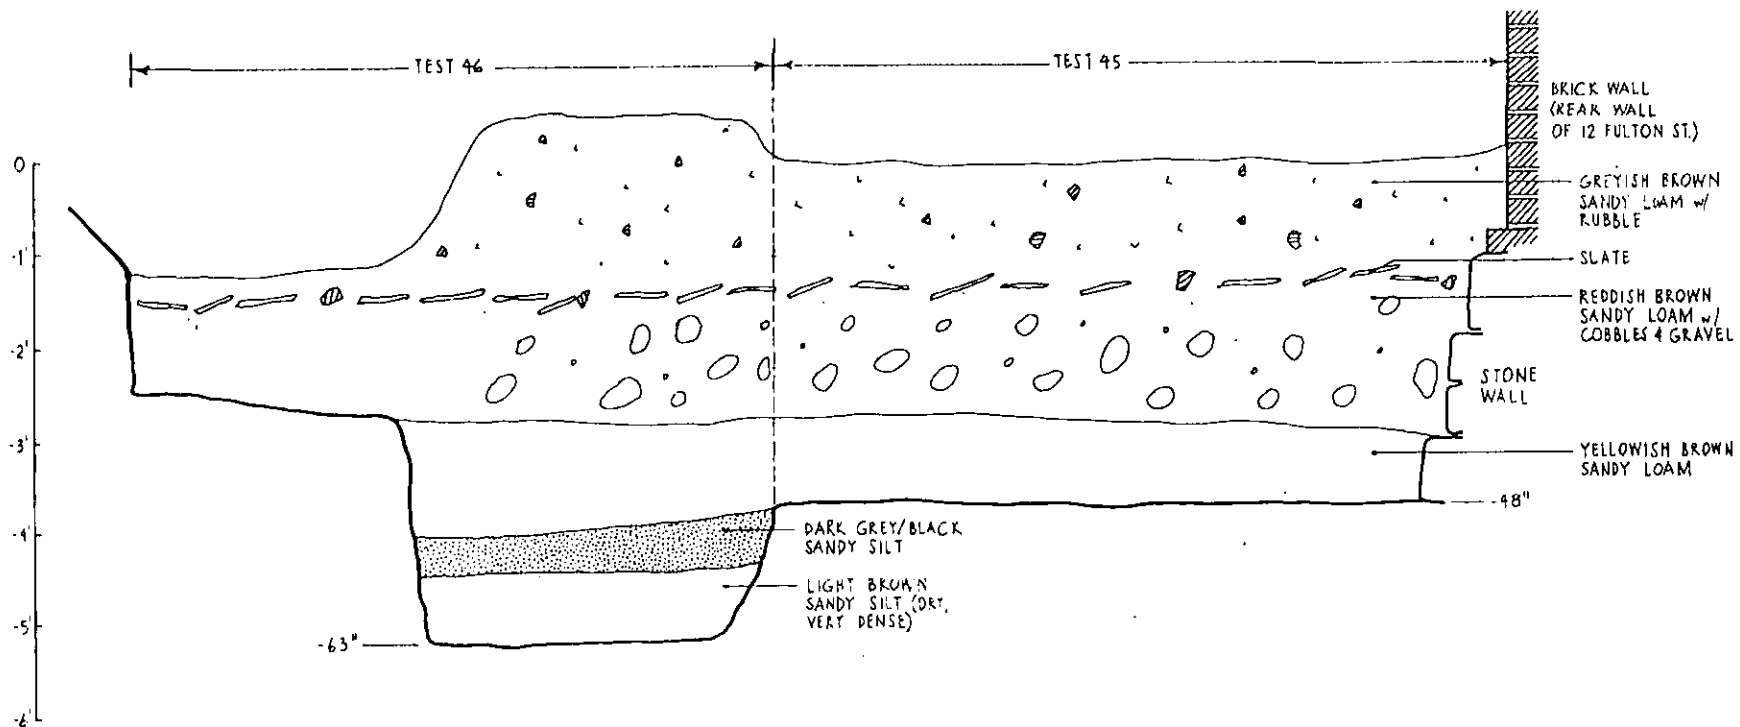 TEST 46
TEST 45
BRICK WALL
(REAR WALL
OF 12 FULTON ST.)
GREYISH BROWN
SANDY LOAM w/
RUBBLE
SLATE
REDDISH BROWN
SANDY LOAM w/
COBBLES & GRAVEL
STONE
WALL
YELLOWISH BROWN
SANDY LOAM
-48"
DARK GREY/BLACK
SANDY SILT
LIGHT BROWN
SANDY SILT (DRY,
VERY DENSE)
-63"
0
-1'
-2'
-3'
-4'
-5'
-6'